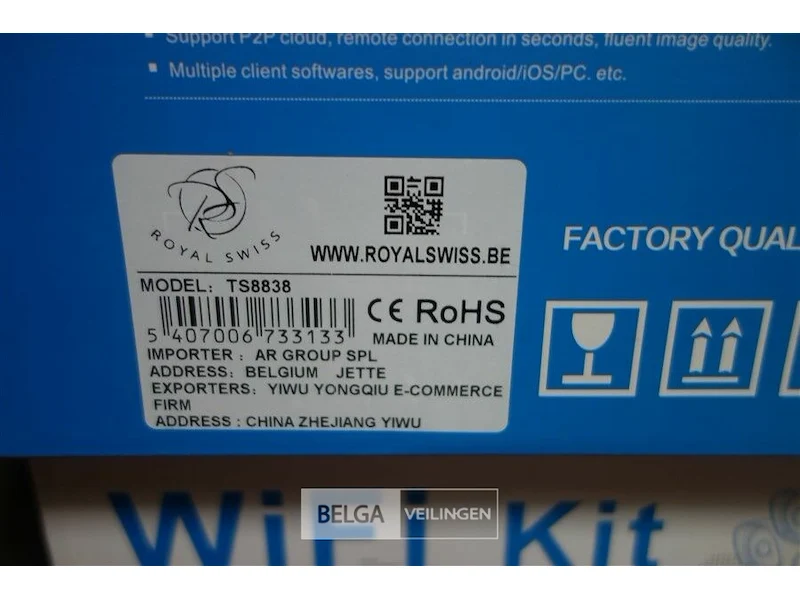 Support P2P cloud, remote connection in seconds, fluent image quality.
Multiple client softwares, support android/iOS/PC. etc.
RS
ROYAL SWISS
WWW.ROYALSWISS.BE
MODEL: TS8838
5 407006 733133
CE RoHS
MADE IN CHINA
IMPORTER : AR GROUP SPL
ADDRESS: BELGIUM JETTE
EXPORTERS: YIWU YONGQIU E-COMMERCE
FIRM
ADDRESS : CHINA ZHEJIANG YIWU
FACTORY QUAL
WiFi Kit
BELGA VEILINGEN